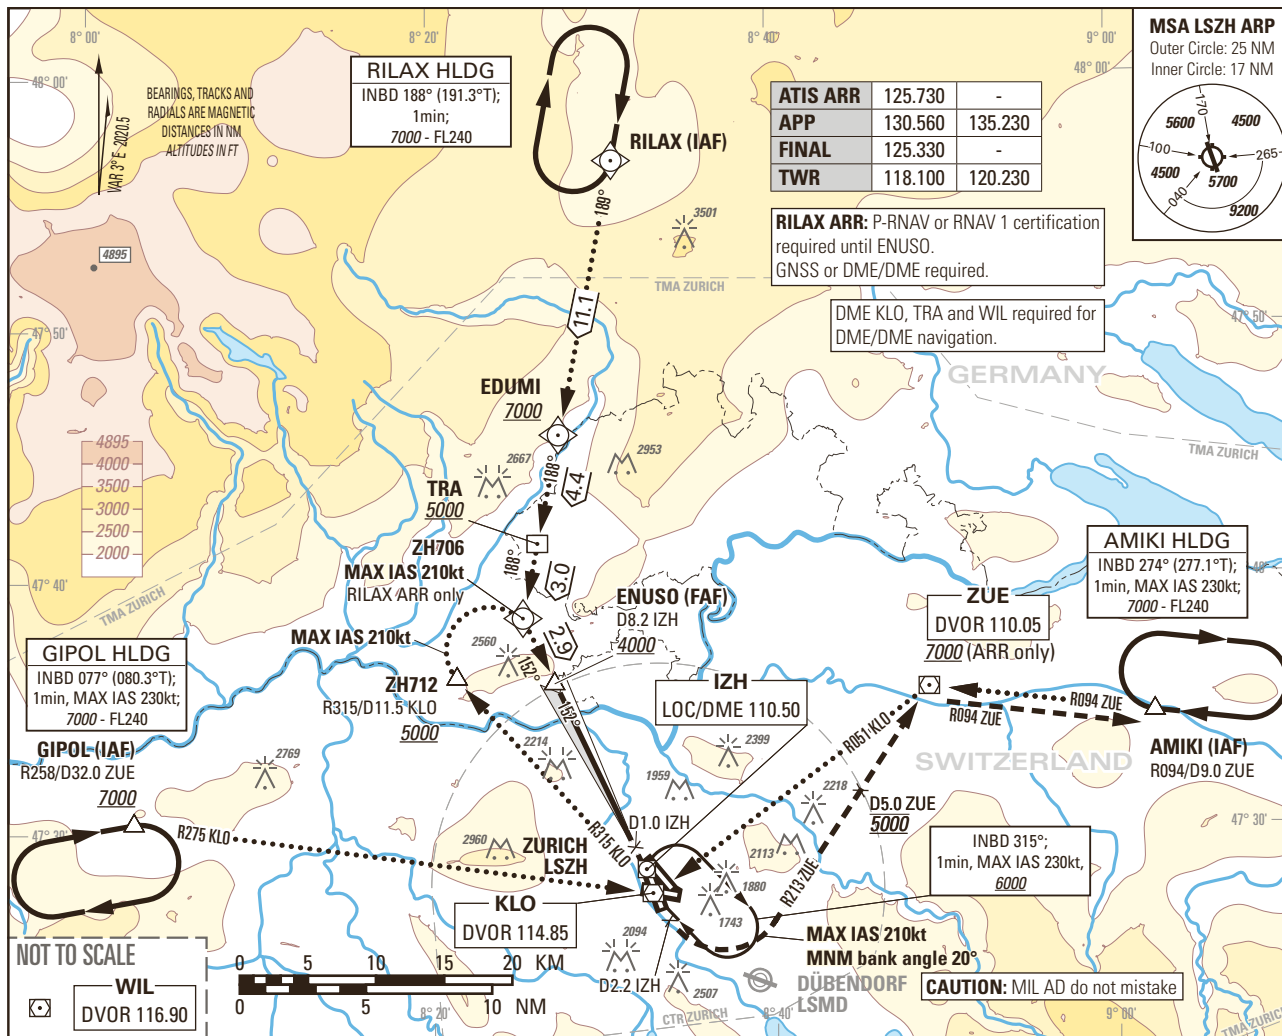 8° 00'
8° 20'
8° 40'
9° 00'
48° 00'
48° 00'
BEARINGS, TRACKS AND
RADIALS ARE MAGNETIC
DISTANCES IN NM
ALTITUDES IN FT
VAR 3° E 2020.5
RILAX HLDG
INBD 188° (191.3°T);
1min;
7000 - FL240
RILAX (IAF)
ATIS ARR 125.730 -
APP 130.560 135.230
FINAL 125.330 -
TWR 118.100 120.230
MSA LSZH ARP
Outer Circle: 25 NM
Inner Circle: 17 NM
170
5600
4500
100
265
4500
5700
040
9200
RILAX ARR: P-RNAV or RNAV 1 certification
required until ENUSO.
GNSS or DME/DME required.
DME KLO, TRA and WIL required for
DME/DME navigation.
189°
3501
4895
TMA ZURICH
11.1
47° 50'
47° 50'
GERMANY
EDUMI
7000
4895
4000
3500
3000
2500
2000
2667
2953
188°
4.4
TMA ZURICH
TRA
5000
ZH706
MAX IAS 210kt
RILAX ARR only
188°
3.0
47° 40'
40'
TMA ZURICH
AMIKI HLDG
INBD 274° (277.1°T);
1min, MAX IAS 230kt;
7000 - FL240
ENUSO (FAF)
D8.2 IZH
4000
ZUE
DVOR 110.05
7000 (ARR only)
MAX IAS 210kt
2560
2.9
152°
GIPOL HLDG
INBD 077° (080.3°T);
1min, MAX IAS 230kt;
7000 - FL240
ZH712
R315/D11.5 KLO
5000
152°
IZH
LOC/DME 110.50
R094 ZUE
R094 ZUE
R051 KLO
SWITZERLAND
AMIKI (IAF)
R094/D9.0 ZUE
GIPOL (IAF)
R258/D32.0 ZUE
7000
2769
2214
2399
1959
2218
D5.0 ZUE
5000
D1.0 IZH
47° 30'
47° 30'
R275 KLO
R315 KLO
2960
ZURICH
LSZH
2113
R213 ZUE
INBD 315°;
1min, MAX IAS 230kt,
6000
1880
1743
KLO
DVOR 114.85
MAX IAS 210kt
MNM bank angle 20°
2094
D2.2 IZH
2507
DÜBENDORF
LSMD
CAUTION: MIL AD do not mistake
NOT TO SCALE
WIL
DVOR 116.90
0 5 10 15 20 KM
0 5 10 NM
8° 20'
CTR ZURICH
8° 40'
9° 00'
TMA ZURICH